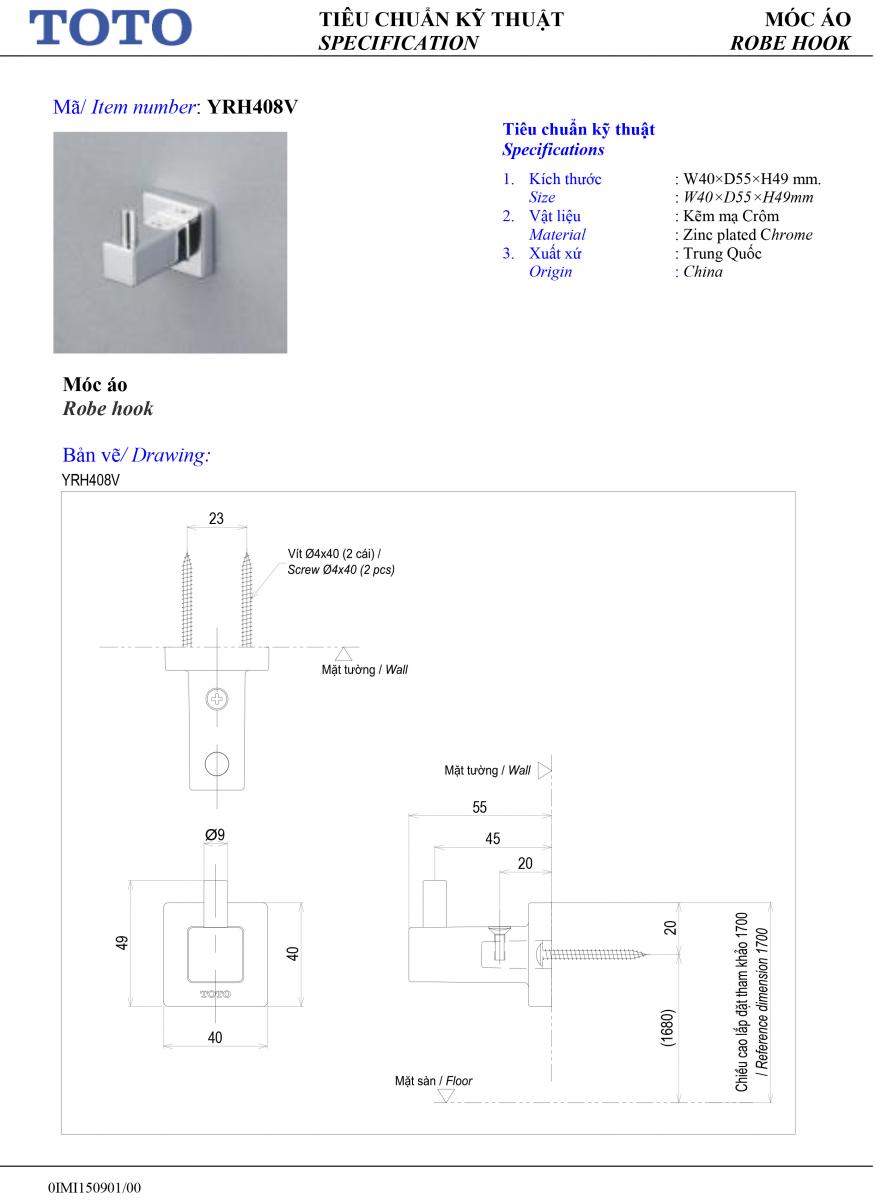 TOTO
TIÊU CHUẨN KỸ THUẬT
SPECIFICATION
MÓC ÁO
ROBE HOOK
Mã/ Item number: YRH408V
Tiêu chuẩn kỹ thuật
Specifications
1. Kích thước : W40×D55×H49 mm.
Size : W40×D55×H49mm
2. Vật liệu : Kẽm mạ Crôm
Material : Zinc plated Chrome
3. Xuất xứ : Trung Quốc
Origin : China
Móc áo
Robe hook
Bản vẽ/ Drawing:
YRH408V
23
Vít Ø4x40 (2 cái) /
Screw Ø4x40 (2 pcs)
Mặt tường / Wall
Mặt tường / Wall
55
45
20
Ø9
49
40
TOTO
40
20
(1680)
Chiều cao lắp đặt tham khảo 1700
/ Reference dimension 1700
Mặt sàn / Floor
0IMI150901/00